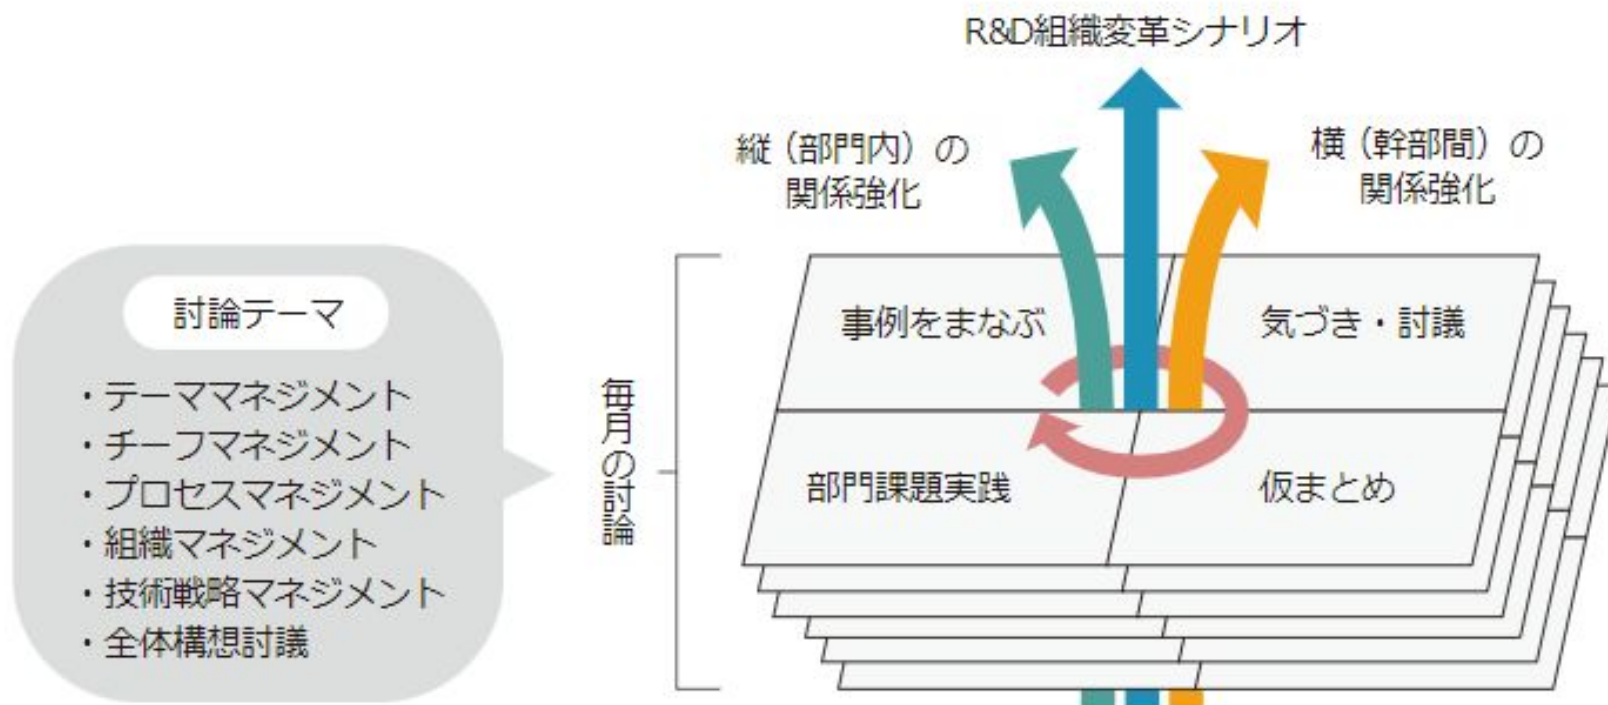 R&D組織変革シナリオ
縦（部門内）の
関係強化
横（幹部間）の
関係強化
討論テーマ
・テーママネジメント
・チーフマネジメント
・プロセスマネジメント
・組織マネジメント
・技術戦略マネジメント
・全体構想討議
毎月の討論
事例をまなぶ
気づき・討議
部門課題実践
仮まとめ